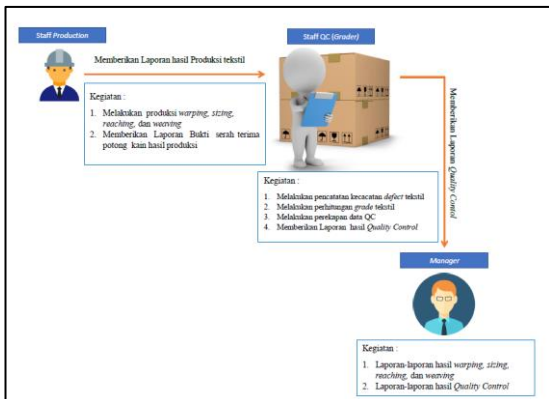 Staff Production
Staff QC (Grader)
Memberikan Laporan hasil Produksi tekstil
Kegiatan :
1. Melakukan produksi warping, sizing,
reaching, dan weaving
2. Memberikan Laporan Bukti serah terima
potong kain hasil produksi
Memberikan Laporan Quality Contol
Kegiatan :
1. Melakukan pencatatan kecacatan defect tekstil
2. Melakukan perhitungan grade tekstil
3. Melakukan perekapan data QC
4. Memberikan Laporan hasil Quality Control
Manager
Kegiatan :
1. Laporan-laporan hasil warping, sizing,
reaching, dan weaving
2. Laporan-laporan hasil Quality Control